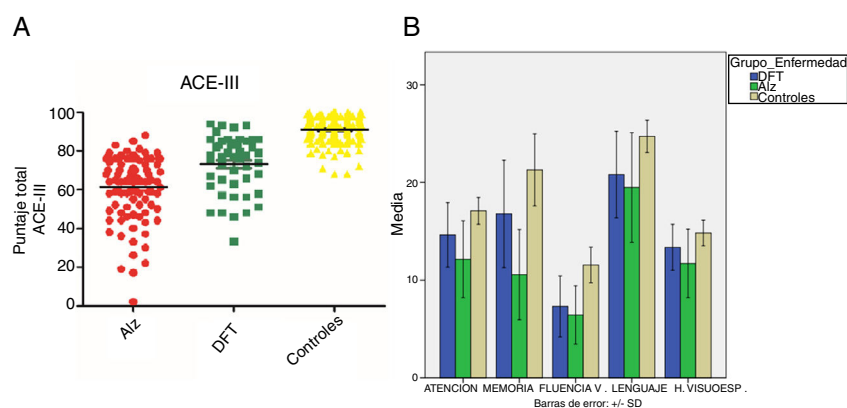 A
ACE-III
Puntaje total
ACE-III
100
80
60
40
20
0
Alz
DFT
Controles
B
Grupo_Enfermedad
DFT
Alz
Controles
Media
30
20
10
0
ATENCION MEMORIA FLUENCIA V . LENGUAJE H. VISUOESP .
Barras de error: +/- SD